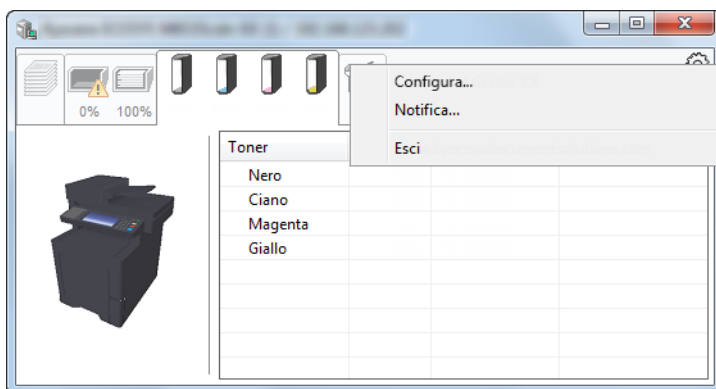 0% 100%
Configura...
Notifica...
Esci
Toner
Nero
Ciano
Magenta
Giallo